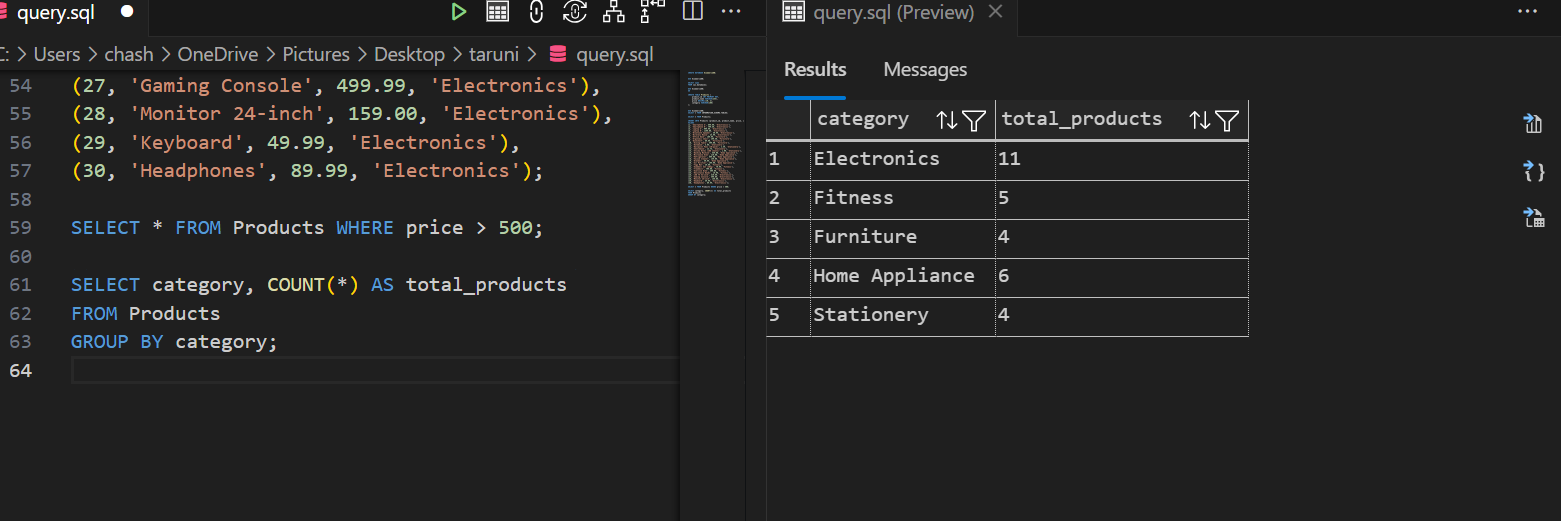 query.sql
C: > Users > chash > OneDrive > Pictures > Desktop > taruni > query.sql
54 (27, 'Gaming Console', 499.99, 'Electronics'),
55 (28, 'Monitor 24-inch', 159.00, 'Electronics'),
56 (29, 'Keyboard', 49.99, 'Electronics'),
57 (30, 'Headphones', 89.99, 'Electronics');
58
59 SELECT * FROM Products WHERE price > 500;
60
61 SELECT category, COUNT(*) AS total_products
62 FROM Products
63 GROUP BY category;
64
query.sql (Preview)
Results Messages
category total_products
1 Electronics 11
2 Fitness 5
3 Furniture 4
4 Home Appliance 6
5 Stationery 4